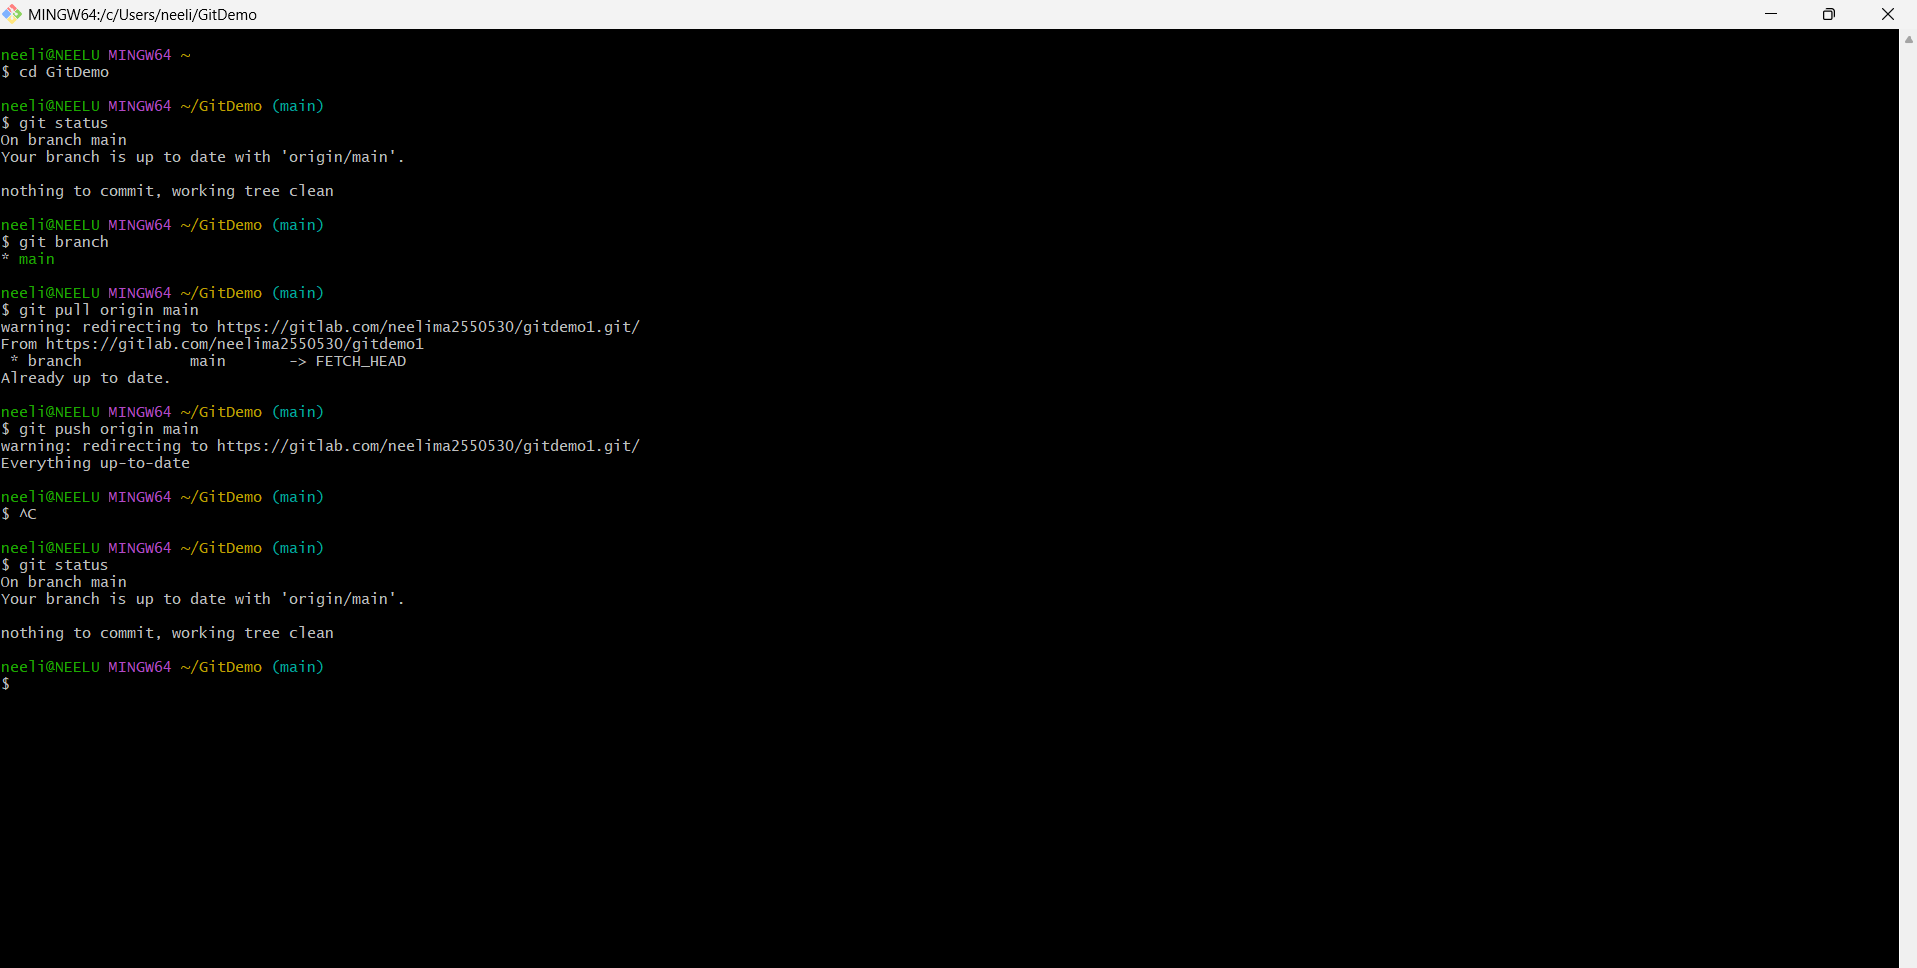 MINGW64:/c/Users/neeli/GitDemo
neeli@NEELU MINGW64 ~
$ cd GitDemo
neeli@NEELU MINGW64 ~/GitDemo (main)
$ git status
On branch main
Your branch is up to date with 'origin/main'.
nothing to commit, working tree clean
neeli@NEELU MINGW64 ~/GitDemo (main)
$ git branch
* main
neeli@NEELU MINGW64 ~/GitDemo (main)
$ git pull origin main
warning: redirecting to https://gitlab.com/neelima2550530/gitdemo1.git/
From https://gitlab.com/neelima2550530/gitdemo1
 * branch            main       -> FETCH_HEAD
Already up to date.
neeli@NEELU MINGW64 ~/GitDemo (main)
$ git push origin main
warning: redirecting to https://gitlab.com/neelima2550530/gitdemo1.git/
Everything up-to-date
neeli@NEELU MINGW64 ~/GitDemo (main)
$ ^C
neeli@NEELU MINGW64 ~/GitDemo (main)
$ git status
On branch main
Your branch is up to date with 'origin/main'.
nothing to commit, working tree clean
neeli@NEELU MINGW64 ~/GitDemo (main)
$